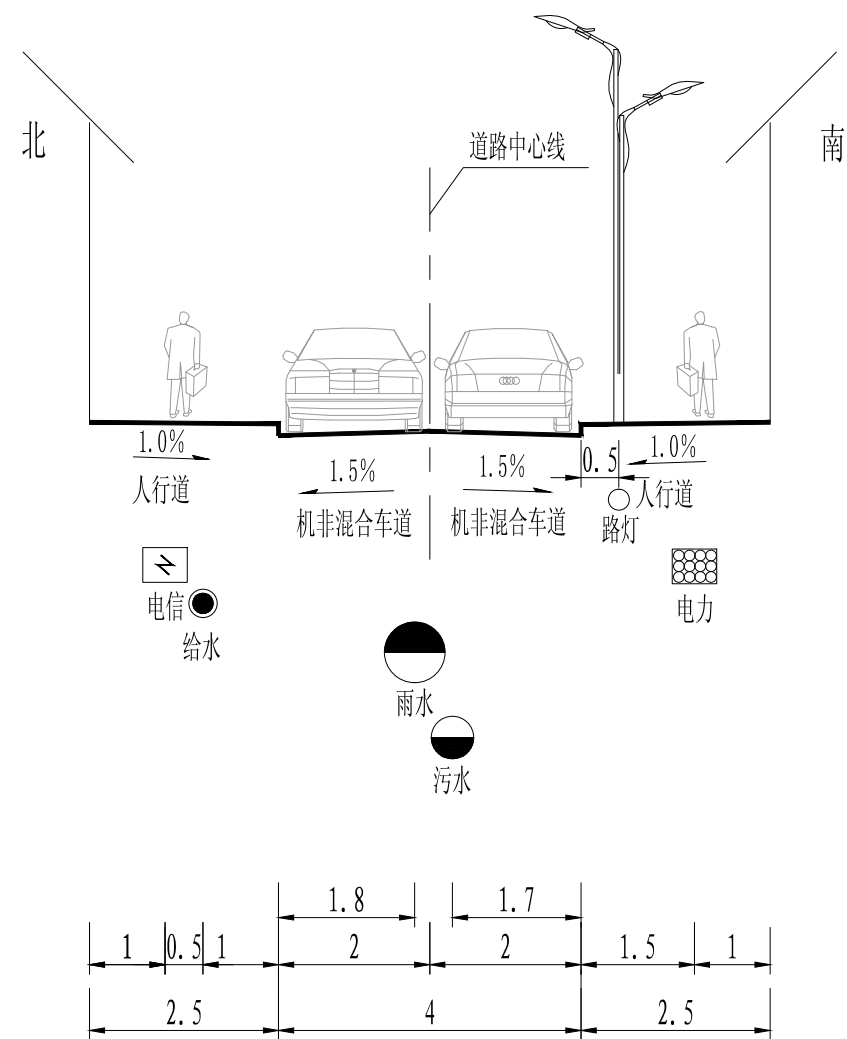 道路中心线
北
南
1.0%
人行道
1.5%
机非混合车道
1.5%
机非混合车道
0.5
1.0%
人行道
路灯
电信
给水
电力
雨水
污水
1.8
1.7
1
0.5
1
2
2
1.5
1
2.5
4
2.5